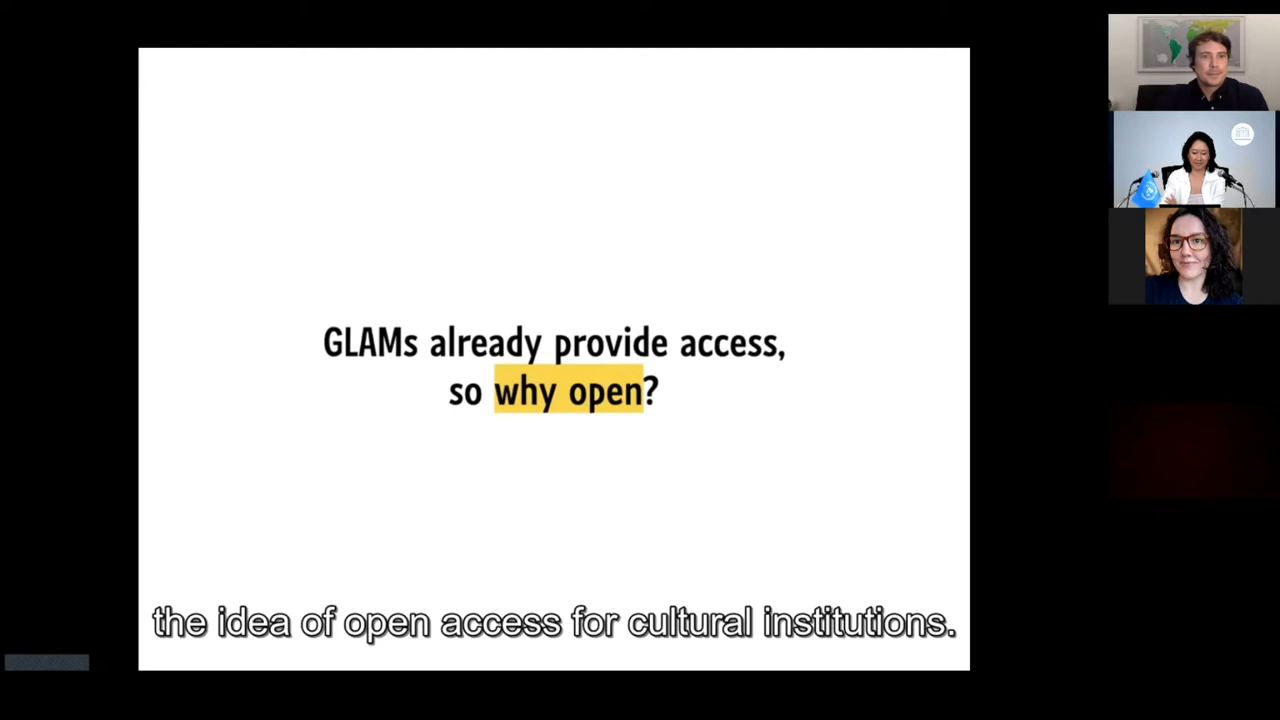 GLAMs already provide access,
so why open?
the idea of open access for cultural institutions.